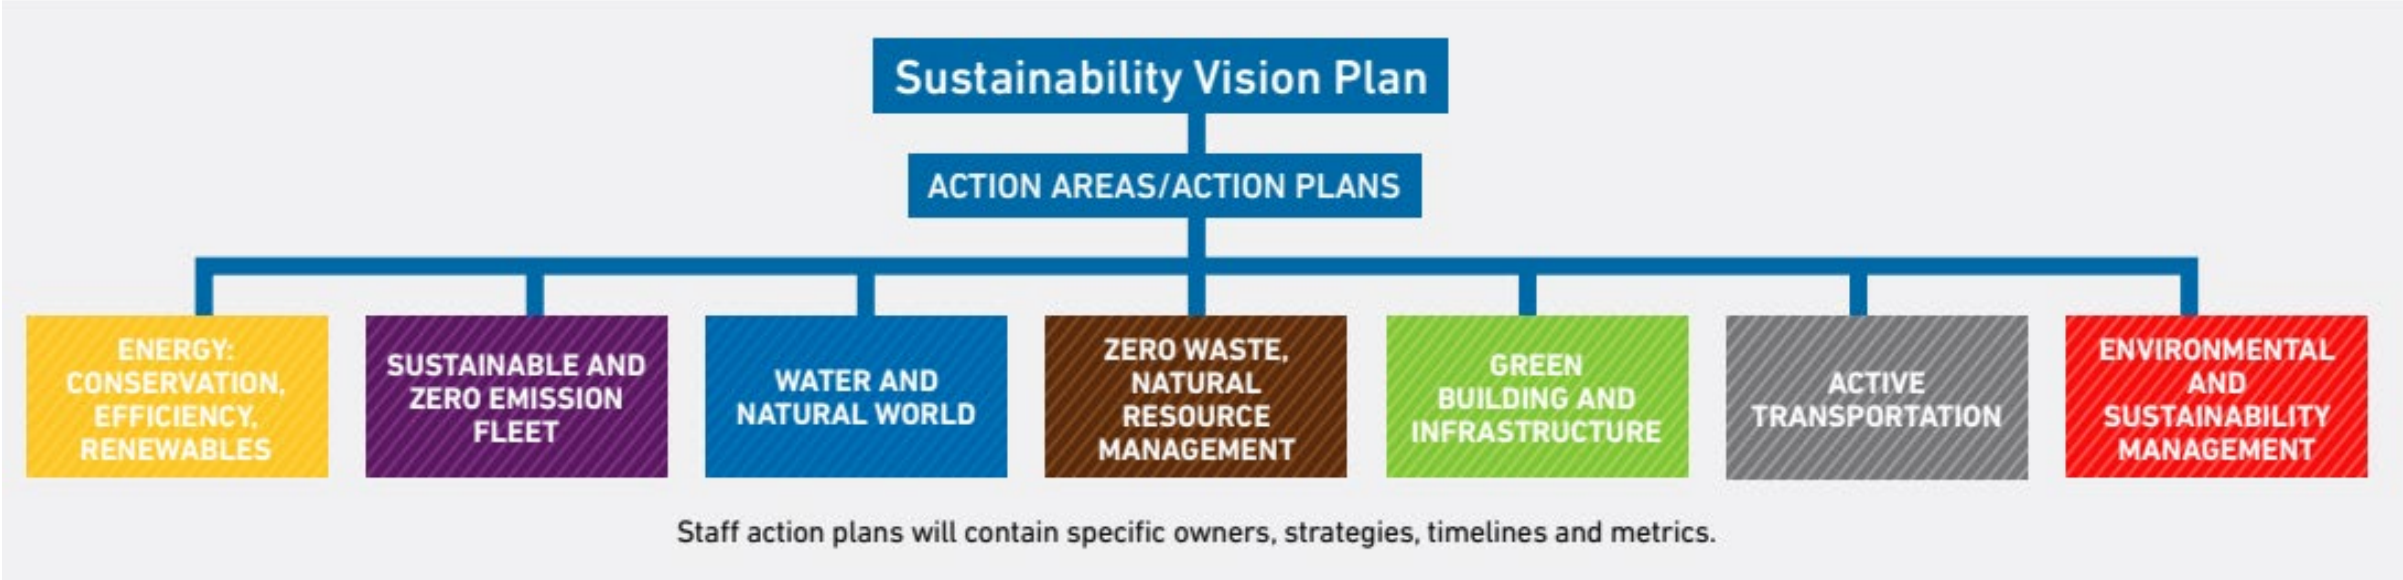 Sustainability Vision Plan
ACTION AREAS/ACTION PLANS
ENERGY:
CONSERVATION,
EFFICIENCY,
RENEWABLES
SUSTAINABLE AND
ZERO EMISSION
FLEET
WATER AND
NATURAL WORLD
ZERO WASTE,
NATURAL
RESOURCE
MANAGEMENT
GREEN
BUILDING AND
INFRASTRUCTURE
ACTIVE
TRANSPORTATION
ENVIRONMENTAL
AND
SUSTAINABILITY
MANAGEMENT
Staff action plans will contain specific owners, strategies, timelines and metrics.